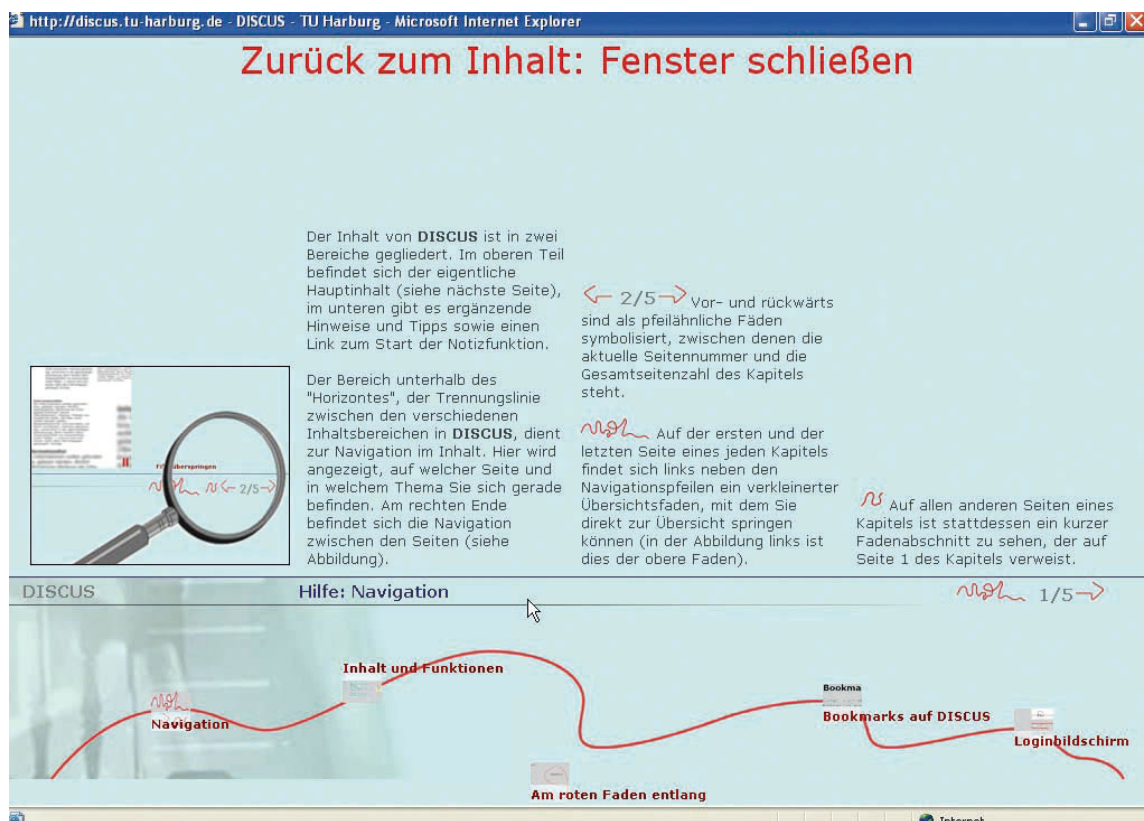 http://discus.tu-harburg.de - DISCUS - TU Harburg - Microsoft Internet Explorer
Zurück zum Inhalt: Fenster schließen
Der Inhalt von DISCUS ist in zwei
Bereiche gegliedert. Im oberen Teil
befindet sich der eigentliche
Hauptinhalt (siehe nächste Seite),
im unteren gibt es ergänzende
Hinweise und Tipps sowie einen
Link zum Start der Notizfunktion.
Der Bereich unterhalb des
"Horizontes", der Trennungslinie
zwischen den verschiedenen
Inhaltsbereichen in DISCUS, dient
zur Navigation im Inhalt. Hier wird
angezeigt, auf welcher Seite und
in welchem Thema Sie sich gerade
befinden. Am rechten Ende
befindet sich die Navigation
zwischen den Seiten (siehe
Abbildung).
2/5 Vor- und rückwärts
sind als pfeilähnliche Fäden
symbolisiert, zwischen denen die
aktuelle Seitennummer und die
Gesamtseitenzahl des Kapitels
steht.
Auf der ersten und der
letzten Seite eines jeden Kapitels
findet sich links neben den
Navigationspfeilen ein verkleinerter
Übersichtsfaden, mit dem Sie
direkt zur Übersicht springen
können (in der Abbildung links ist
dies der obere Faden).
Auf allen anderen Seiten eines
Kapitels ist stattdessen ein kurzer
Fadenabschnitt zu sehen, der auf
Seite 1 des Kapitels verweist.
überspringen
2/5
DISCUS
Hilfe: Navigation
1/5
Inhalt und Funktionen
Navigation
Bookma
Bookmarks auf DISCUS
Loginbildschirm
Am roten Faden entlang
Internet